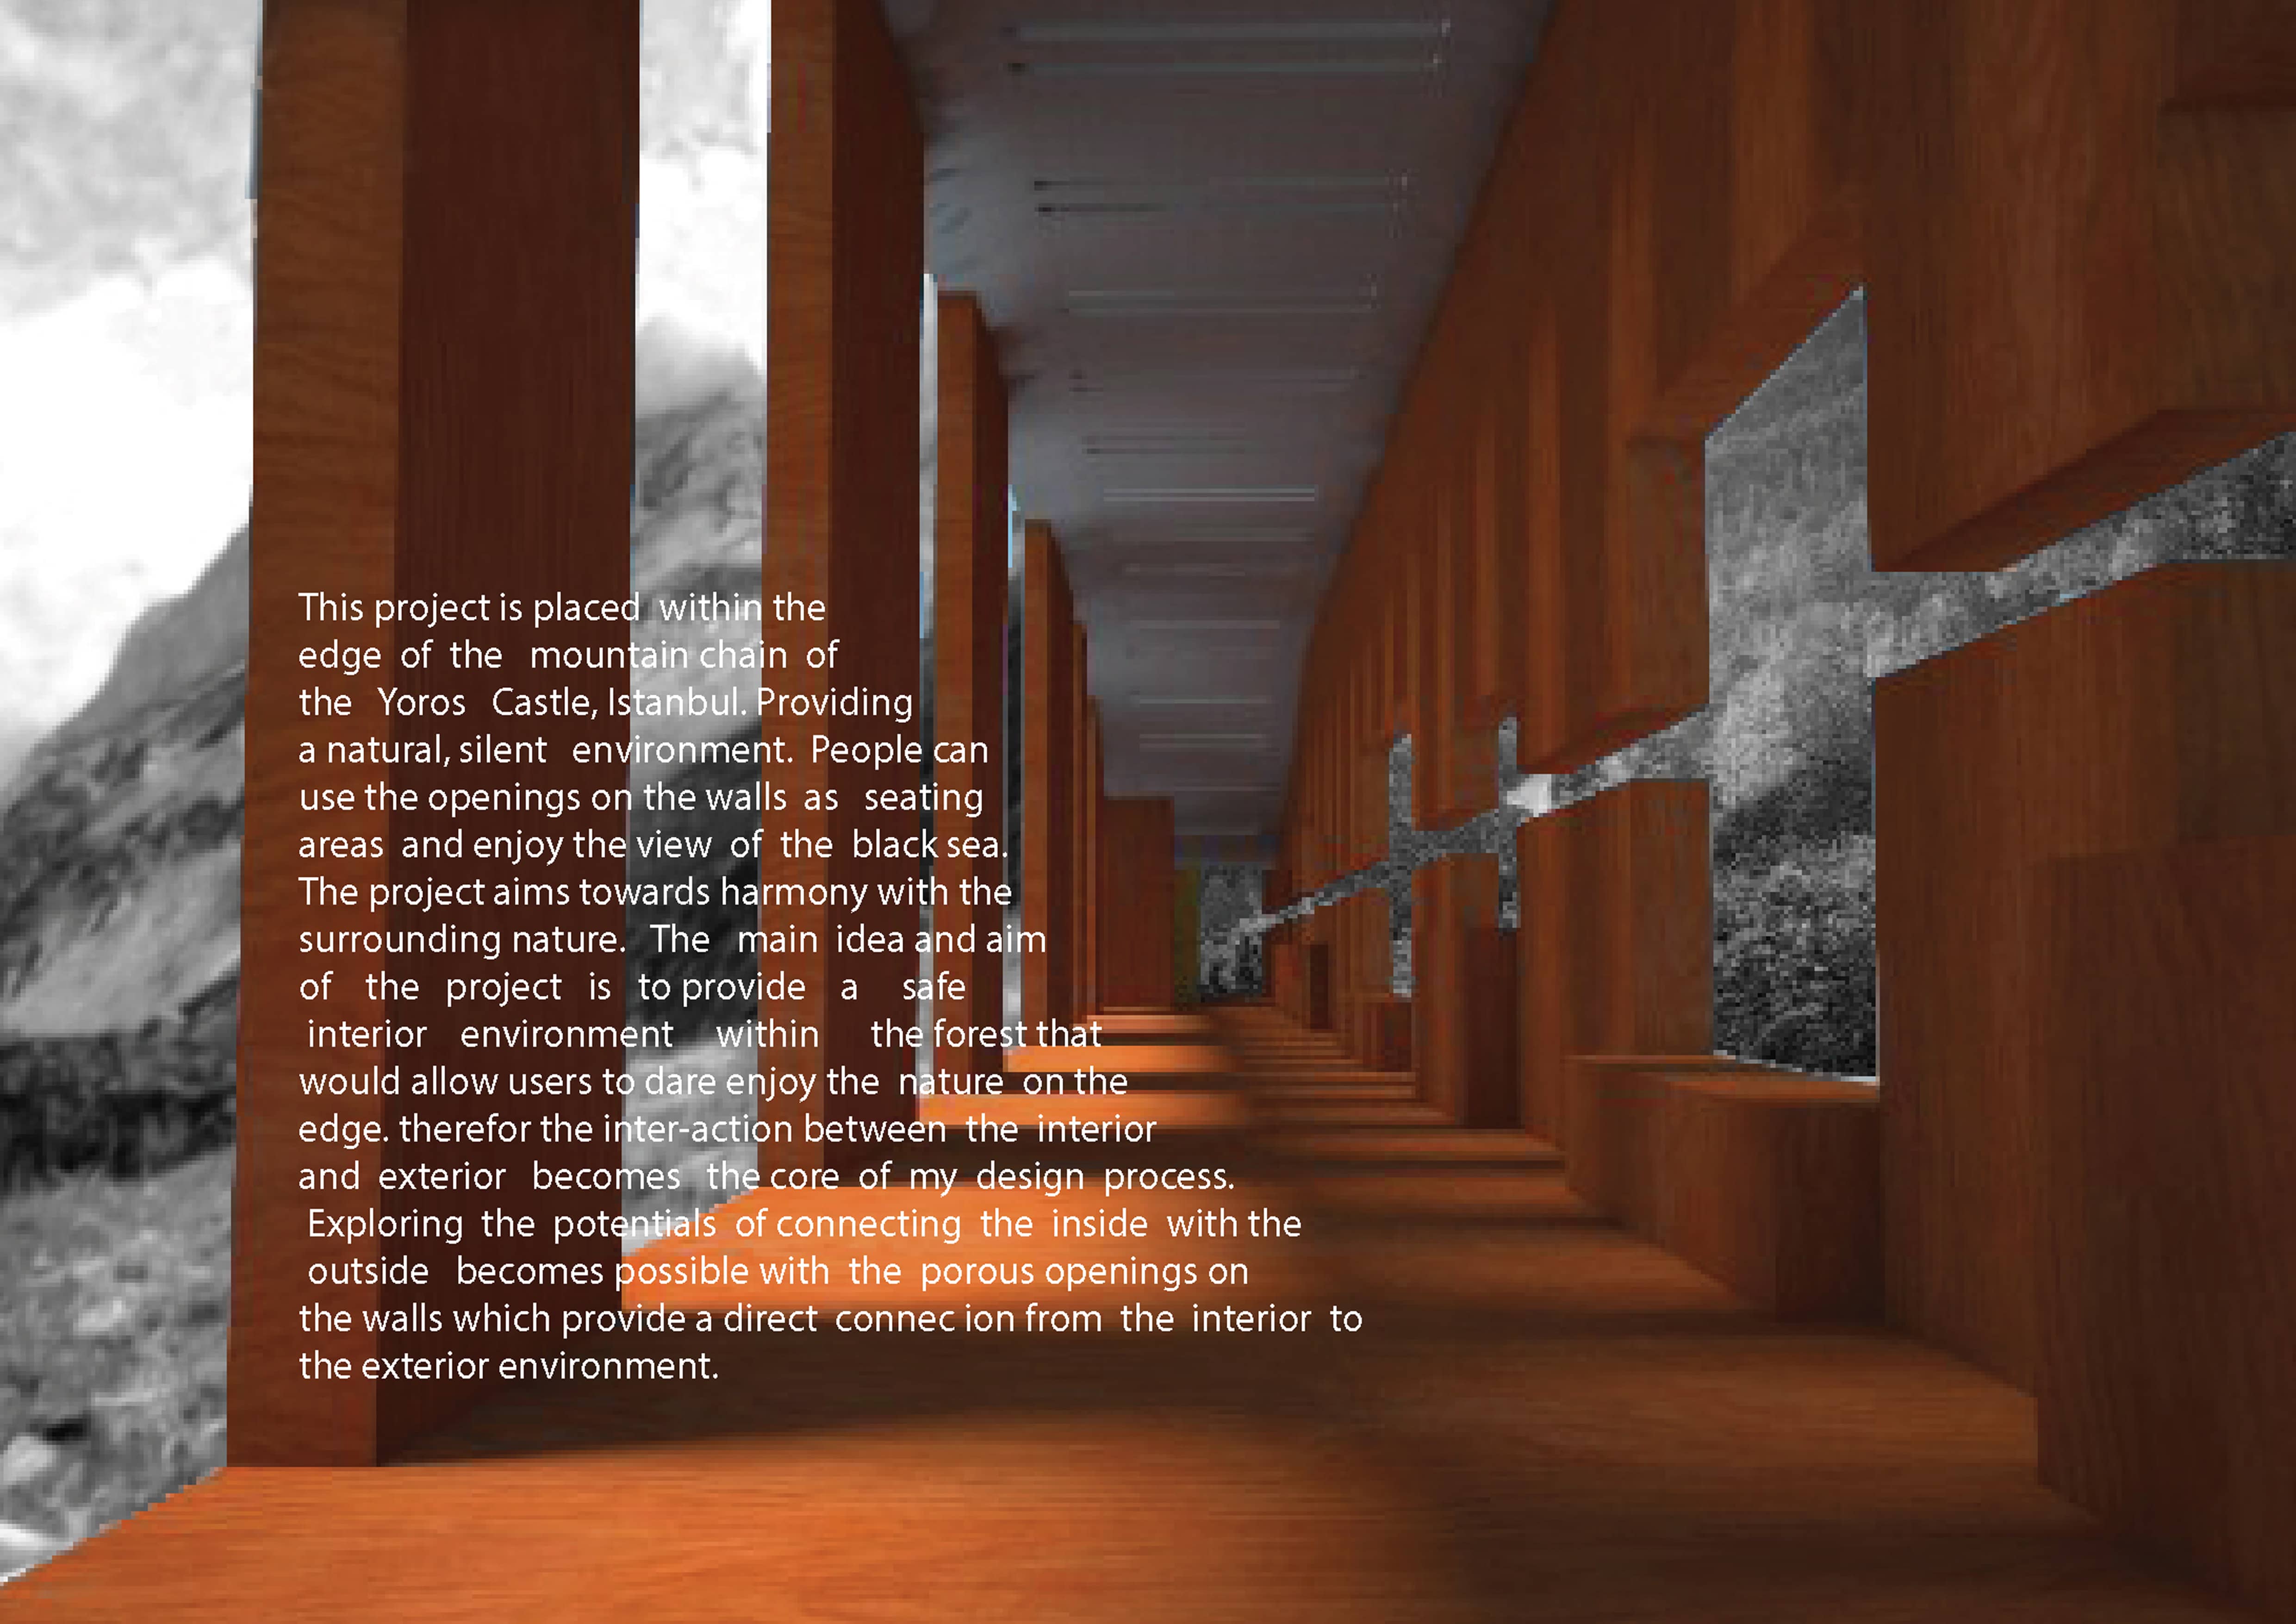 This project is placed within the
edge of the mountain chain of
the Yoros Castle, Istanbul. Providing
a natural, silent environment. People can
use the openings on the walls as seating
areas and enjoy the view of the black sea.
The project aims towards harmony with the
surrounding nature. The main idea and aim
of the project is to provide a safe
interior environment within the forest that
would allow users to dare enjoy the nature on the
edge. therefor the inter-action between the interior
and exterior becomes the core of my design process.
Exploring the potentials of connecting the inside with the
outside becomes possible with the porous openings on
the walls which provide a direct connec ion from the interior to
the exterior environment.